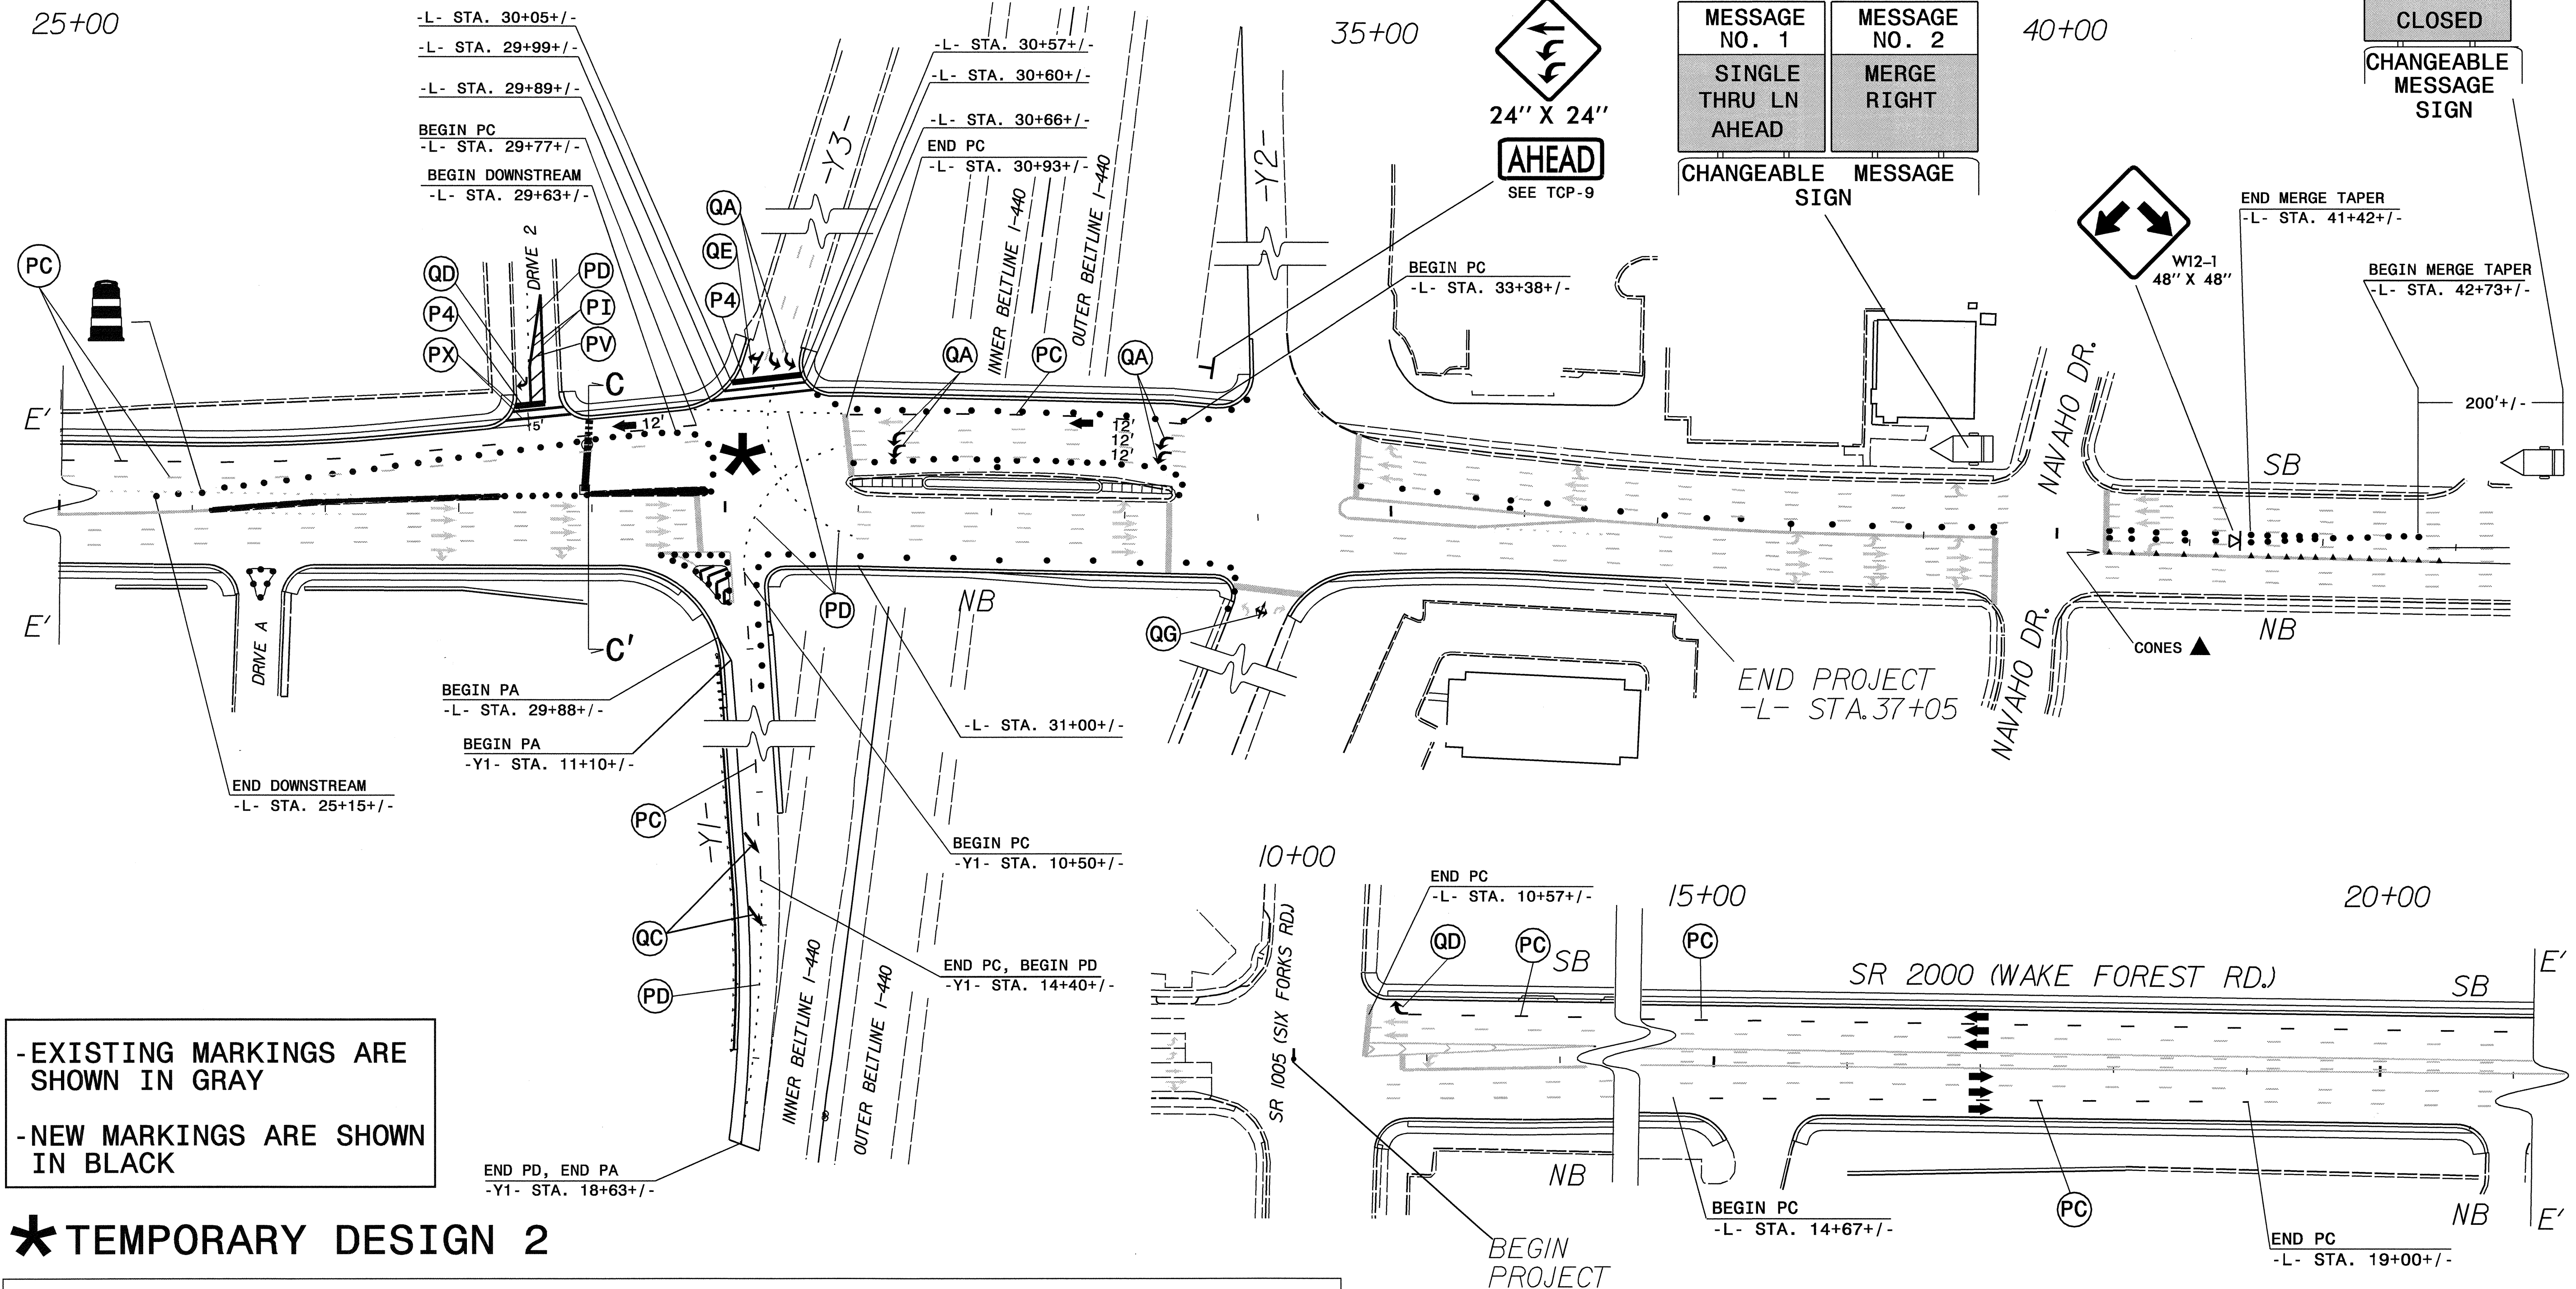 25+00
-L- STA. 30+05+/-
-L- STA. 29+99+/-
-L- STA. 29+89+/-
BEGIN PC
-L- STA. 29+77+/-
BEGIN DOWNSTREAM
-L- STA. 29+63+/-
-L- STA. 30+57+/-
-L- STA. 30+60+/-
-L- STA. 30+66+/-
END PC
-L- STA. 30+93+/-
-Y3-
INNER BELTLINE I-440
OUTER BELTLINE I-440
-Y2-
35+00
24" X 24"
AHEAD
SEE TCP-9
MESSAGE
NO. 1
SINGLE
THRU LN
AHEAD
MESSAGE
NO. 2
MERGE
RIGHT
CHANGEABLE MESSAGE
SIGN
40+00
CLOSED
CHANGEABLE
MESSAGE
SIGN
W12-1
48" X 48"
END MERGE TAPER
-L- STA. 41+42+/-
BEGIN MERGE TAPER
-L- STA. 42+73+/-
200'+/-
BEGIN PC
-L- STA. 33+38+/-
PC
QD
P4
PX
DRIVE 2
PD
PI
PV
QA
QE
P4
QA
PC
QA
E'
C
12'
15'
12'
12'
12'
NAVAHO DR.
SB
E'
DRIVE A
C'
PD
NB
QG
NB
CONES
NAVAHO DR.
END PROJECT
-L- STA.37+05
BEGIN PA
-L- STA. 29+88+/-
BEGIN PA
-Y1- STA. 11+10+/-
-L- STA. 31+00+/-
END DOWNSTREAM
-L- STA. 25+15+/-
PC
-Y1-
BEGIN PC
-Y1- STA. 10+50+/-
QC
PD
END PC, BEGIN PD
-Y1- STA. 14+40+/-
INNER BELTLINE I-440
OUTER BELTLINE I-440
END PD, END PA
-Y1- STA. 18+63+/-
10+00
END PC
-L- STA. 10+57+/-
15+00
20+00
SR 1005 (SIX FORKS RD.)
QD
PC
SB
PC
SR 2000 (WAKE FOREST RD.)
SB
E'
NB
BEGIN PC
-L- STA. 14+67+/-
PC
NB
E'
END PC
-L- STA. 19+00+/-
BEGIN
PROJECT
-EXISTING MARKINGS ARE
SHOWN IN GRAY
-NEW MARKINGS ARE SHOWN
IN BLACK
*TEMPORARY DESIGN 2